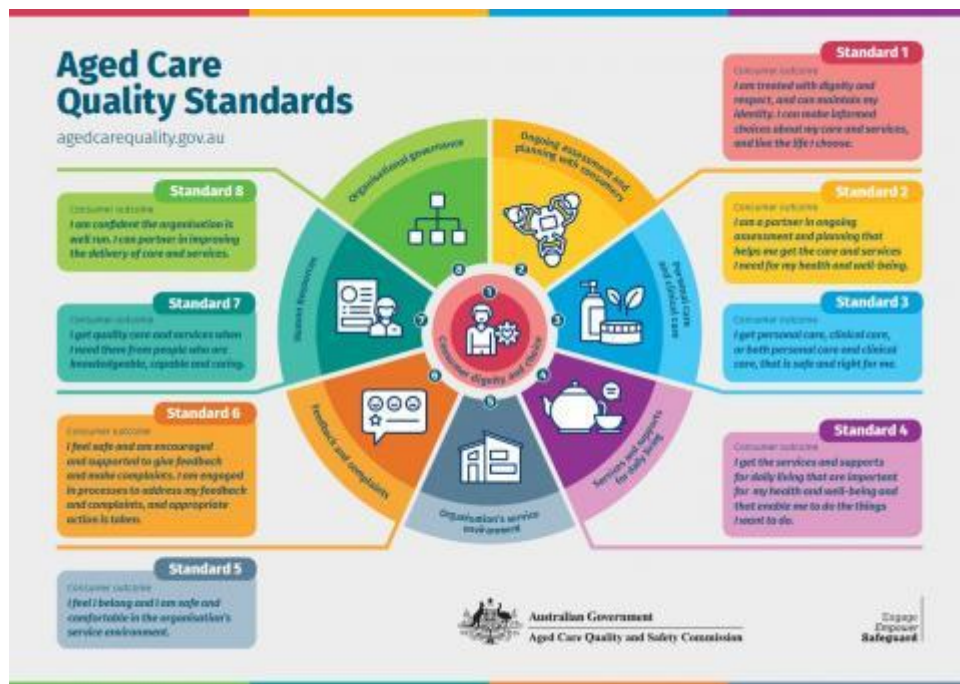 Aged Care
Quality Standards
agedcarequality.gov.au
Standard 1
Consumer outcome
I am treated with dignity and
respect, and can maintain my
identity. I can make informed
choices about my care and services,
and live the life I choose.
Standard 2
Consumer outcome
I am a partner in ongoing
assessment and planning that
helps me get the care and services
I need for my health and well-being.
Standard 3
Consumer outcome
I get personal care, clinical care,
or both personal care and clinical
care, that is safe and right for me.
Standard 4
Consumer outcome
I get the services and supports
for daily living that are important
for my health and well-being and
that enable me to do the things
I want to do.
Standard 8
Consumer outcome
I am confident the organisation is
well run. I can partner in improving
the delivery of care and services.
Standard 7
Consumer outcome
I get quality care and services when
I need them from people who are
knowledgeable, capable and caring.
Standard 6
Consumer outcome
I feel safe and am encouraged
and supported to give feedback
and make complaints. I am engaged
in processes to address my feedback
and complaints, and appropriate
action is taken.
Standard 5
Consumer outcome
I feel I belong and I am safe and
comfortable in the organisation's
service environment.
Organisational governance
Ongoing assessment and
planning with consumers
Personal care
and clinical care
Services and supports
for daily living
Organisation's service
environment
Feedback and complaints
Human resources
Consumer dignity and choice
1
2
3
4
5
6
7
8
Australian Government
Aged Care Quality and Safety Commission
Engage
Empower
Safeguard